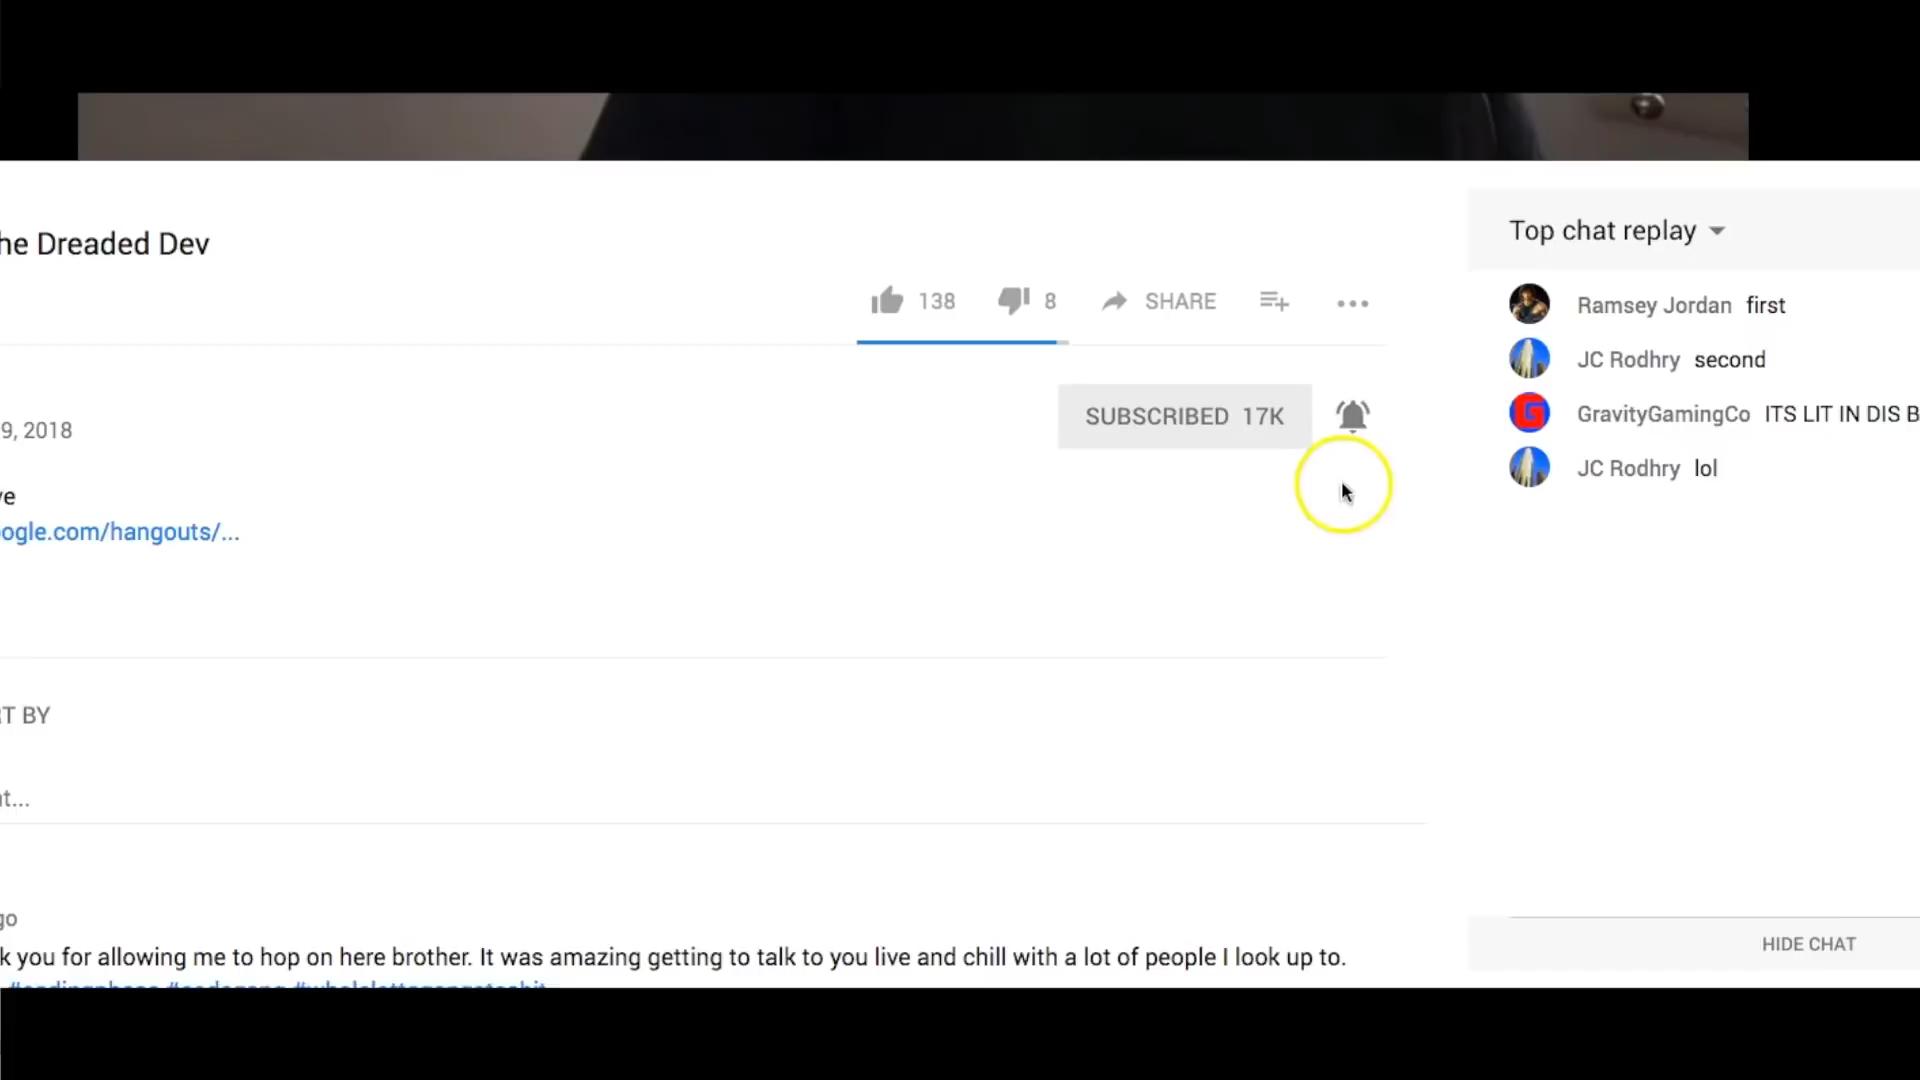 he Dreaded Dev
138 8 SHARE
SUBSCRIBED 17K
9, 2018
ve
ogle.com/hangouts/...
T BY
t...
go
k you for allowing me to hop on here brother. It was amazing getting to talk to you live and chill with a lot of people I look up to.
Top chat replay
Ramsey Jordan first
JC Rodhry second
GravityGamingCo ITS LIT IN DIS B
JC Rodhry lol
HIDE CHAT